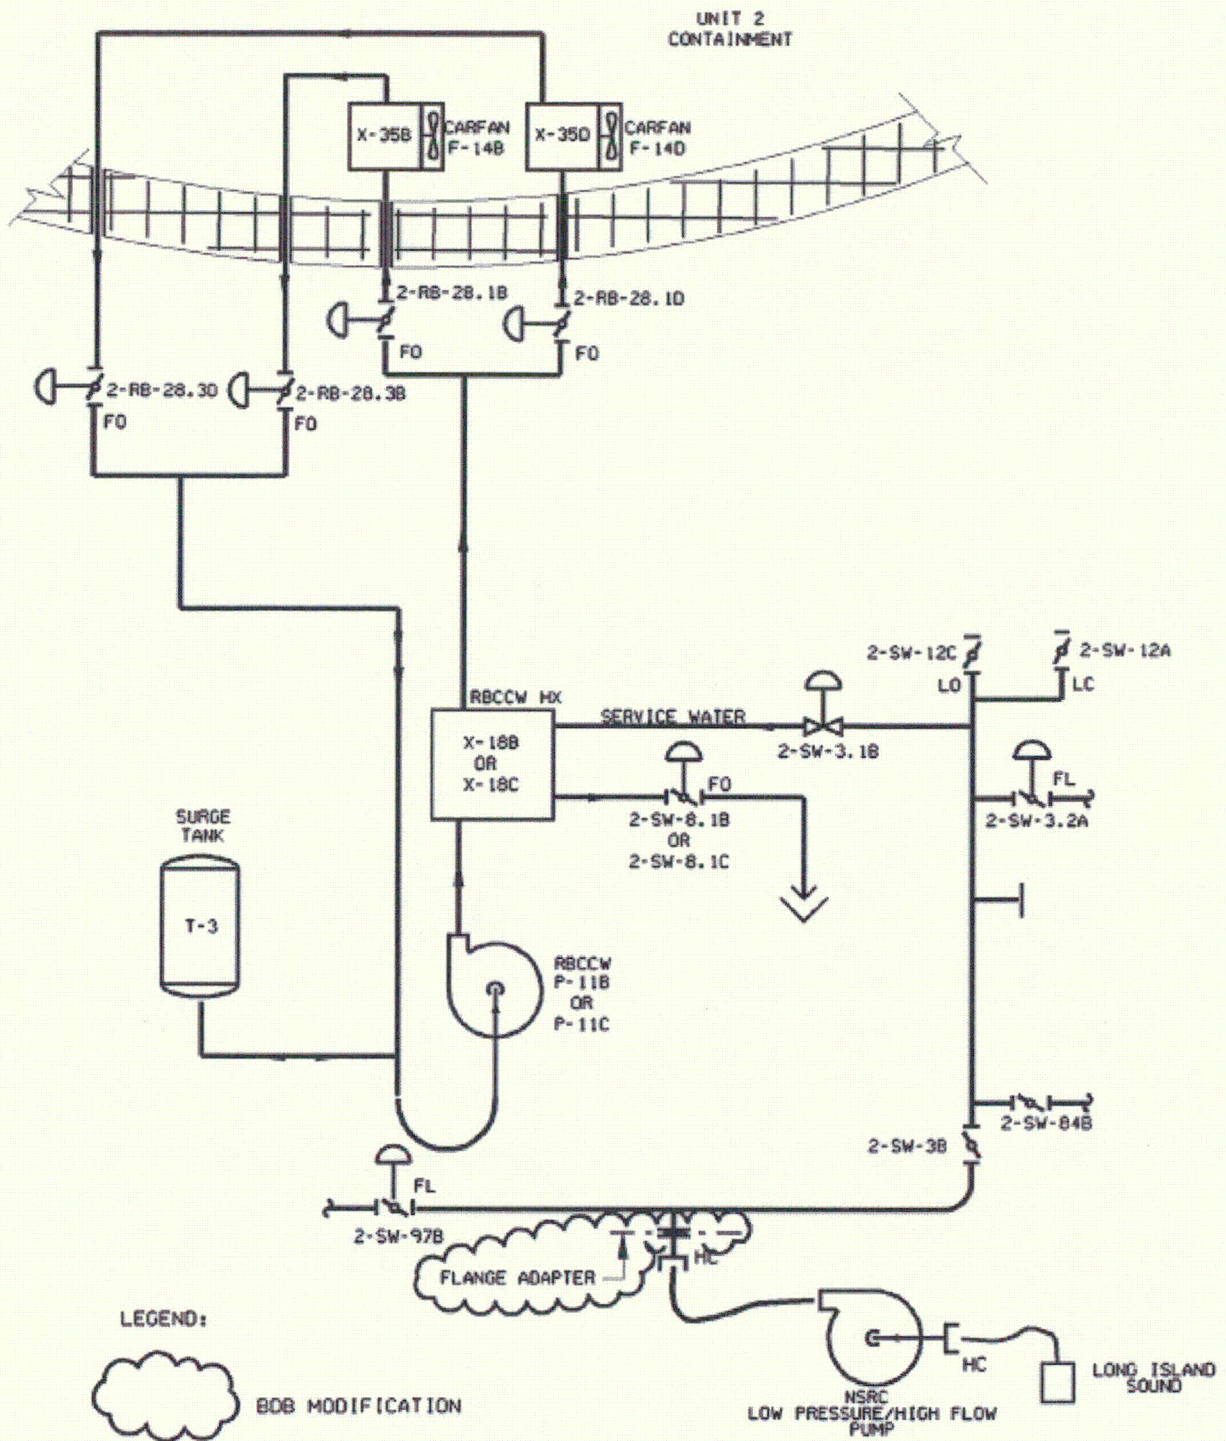 UNIT 2
CONTAINMENT
X-35B
CARFAN
F-14B
X-35D
CARFAN
F-14D
2-RB-28.1B
FO
2-RB-28.1D
FO
2-RB-28.3D
FO
2-RB-28.3B
FO
2-SW-12C
LO
2-SW-12A
LC
RBCCW HX
X-18B
OR
X-18C
SERVICE WATER
2-SW-3.1B
FL
2-SW-3.2A
FO
2-SW-8.1B
OR
2-SW-8.1C
SURGE
TANK
T-3
RBCCW
P-11B
OR
P-11C
2-SW-84B
2-SW-3B
FL
2-SW-97B
HC
FLANGE ADAPTER
LEGEND:
BDB MODIFICATION
HC
LONG ISLAND
SOUND
NSRC
LOW PRESSURE/HIGH FLOW
PUMP